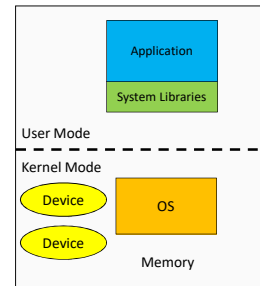 Application
System Libraries
User Mode
Kernel Mode
Device
OS
Device
Memory